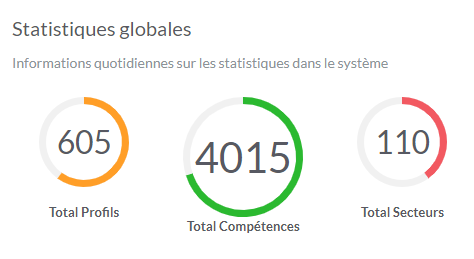 Statistiques globales
Informations quotidiennes sur les statistiques dans le système
605
4015
110
Total Profils
Total Compétences
Total Secteurs